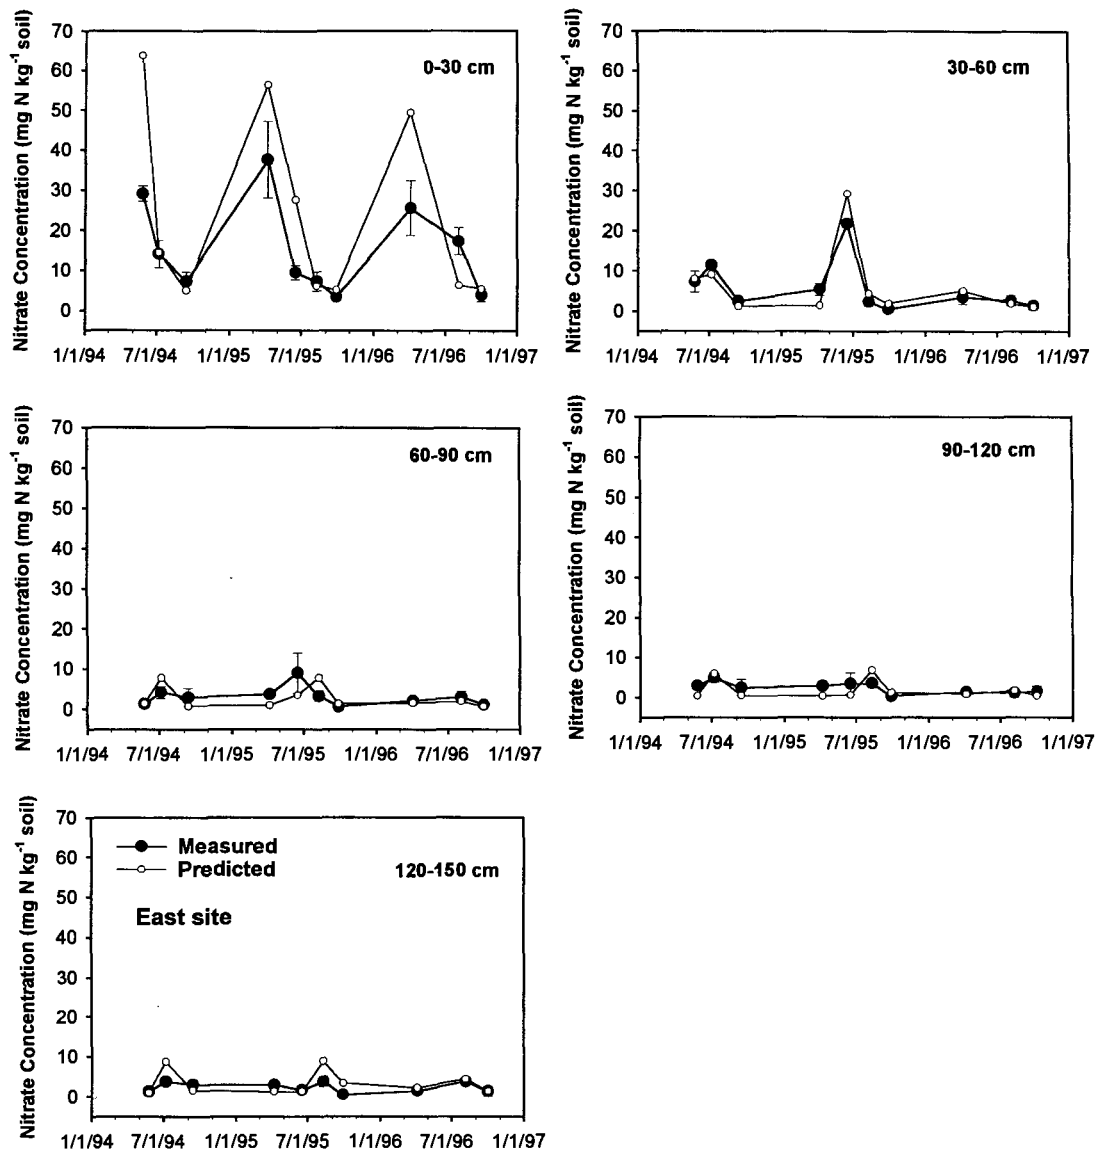 Nitrate Concentration (mg N kg⁻¹ soil)
70
60
50
40
30
20
10
0
0-30 cm
1/1/94 7/1/94 1/1/95 7/1/95 1/1/96 7/1/96 1/1/97
Nitrate Concentration (mg N kg⁻¹ soil)
70
60
50
40
30
20
10
0
30-60 cm
1/1/94 7/1/94 1/1/95 7/1/95 1/1/96 7/1/96 1/1/97
Nitrate Concentration (mg N kg⁻¹ soil)
70
60
50
40
30
20
10
0
60-90 cm
1/1/94 7/1/94 1/1/95 7/1/95 1/1/96 7/1/96 1/1/97
Nitrate Concentration (mg N kg⁻¹ soil)
70
60
50
40
30
20
10
0
90-120 cm
1/1/94 7/1/94 1/1/95 7/1/95 1/1/96 7/1/96 1/1/97
Nitrate Concentration (mg N kg⁻¹ soil)
70
60
50
40
30
20
10
0
Measured
Predicted
120-150 cm
East site
1/1/94 7/1/94 1/1/95 7/1/95 1/1/96 7/1/96 1/1/97